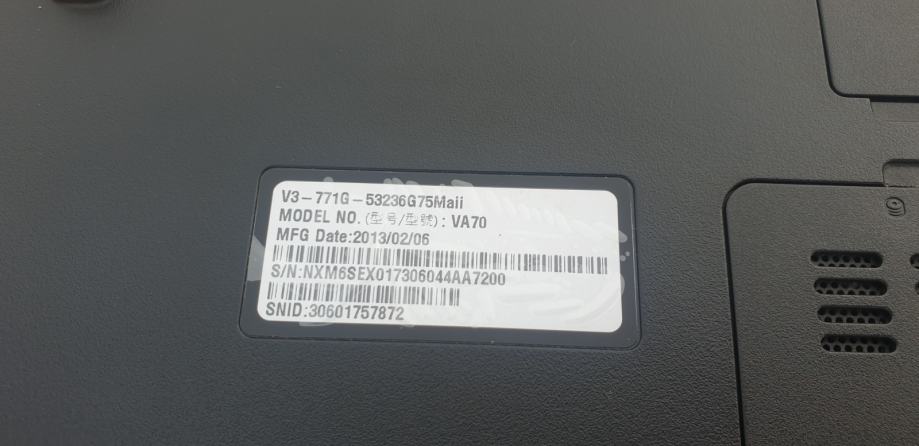 V3-771G-53236G75Maii
MODEL NO.(型号/型號): VA70
MFG Date:2013/02/06
S/N:NXM6SEX017306044AA7200
SNID:30601757872